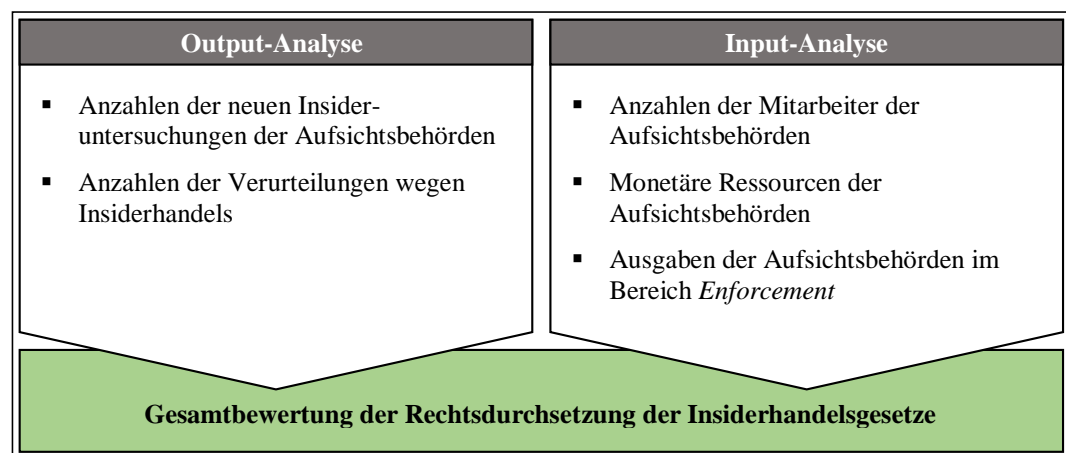 Output-Analyse
▪ Anzahlen der neuen Insider-
untersuchungen der Aufsichtsbehörden
▪ Anzahlen der Verurteilungen wegen
Insiderhandels
Input-Analyse
▪ Anzahlen der Mitarbeiter der
Aufsichtsbehörden
▪ Monetäre Ressourcen der
Aufsichtsbehörden
▪ Ausgaben der Aufsichtsbehörden im
Bereich Enforcement
Gesamtbewertung der Rechtsdurchsetzung der Insiderhandelsgesetze